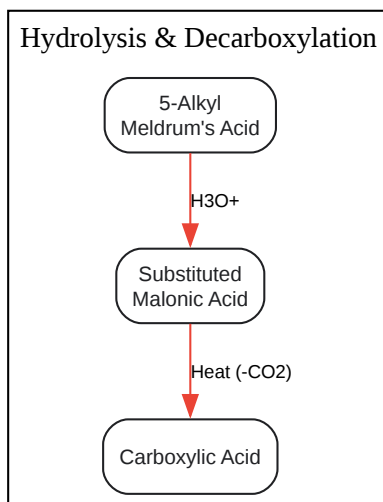 Hydrolysis & Decarboxylation
5-Alkyl
Meldrum's Acid
H3O+
Substituted
Malonic Acid
Heat (-CO2)
Carboxylic Acid